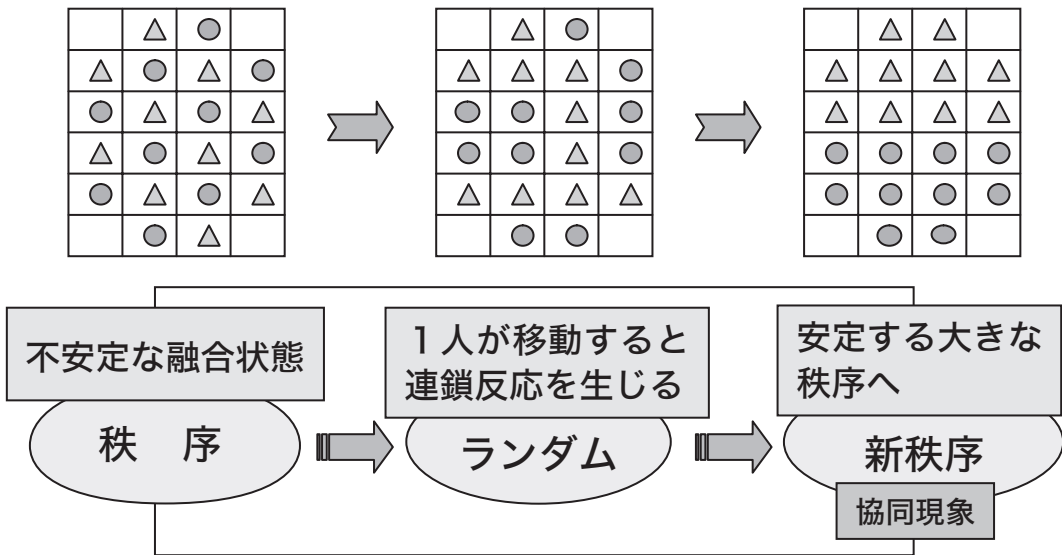 不安定な融合状態
秩　序
１人が移動すると
連鎖反応を生じる
ランダム
安定する大きな
秩序へ
新秩序
協同現象